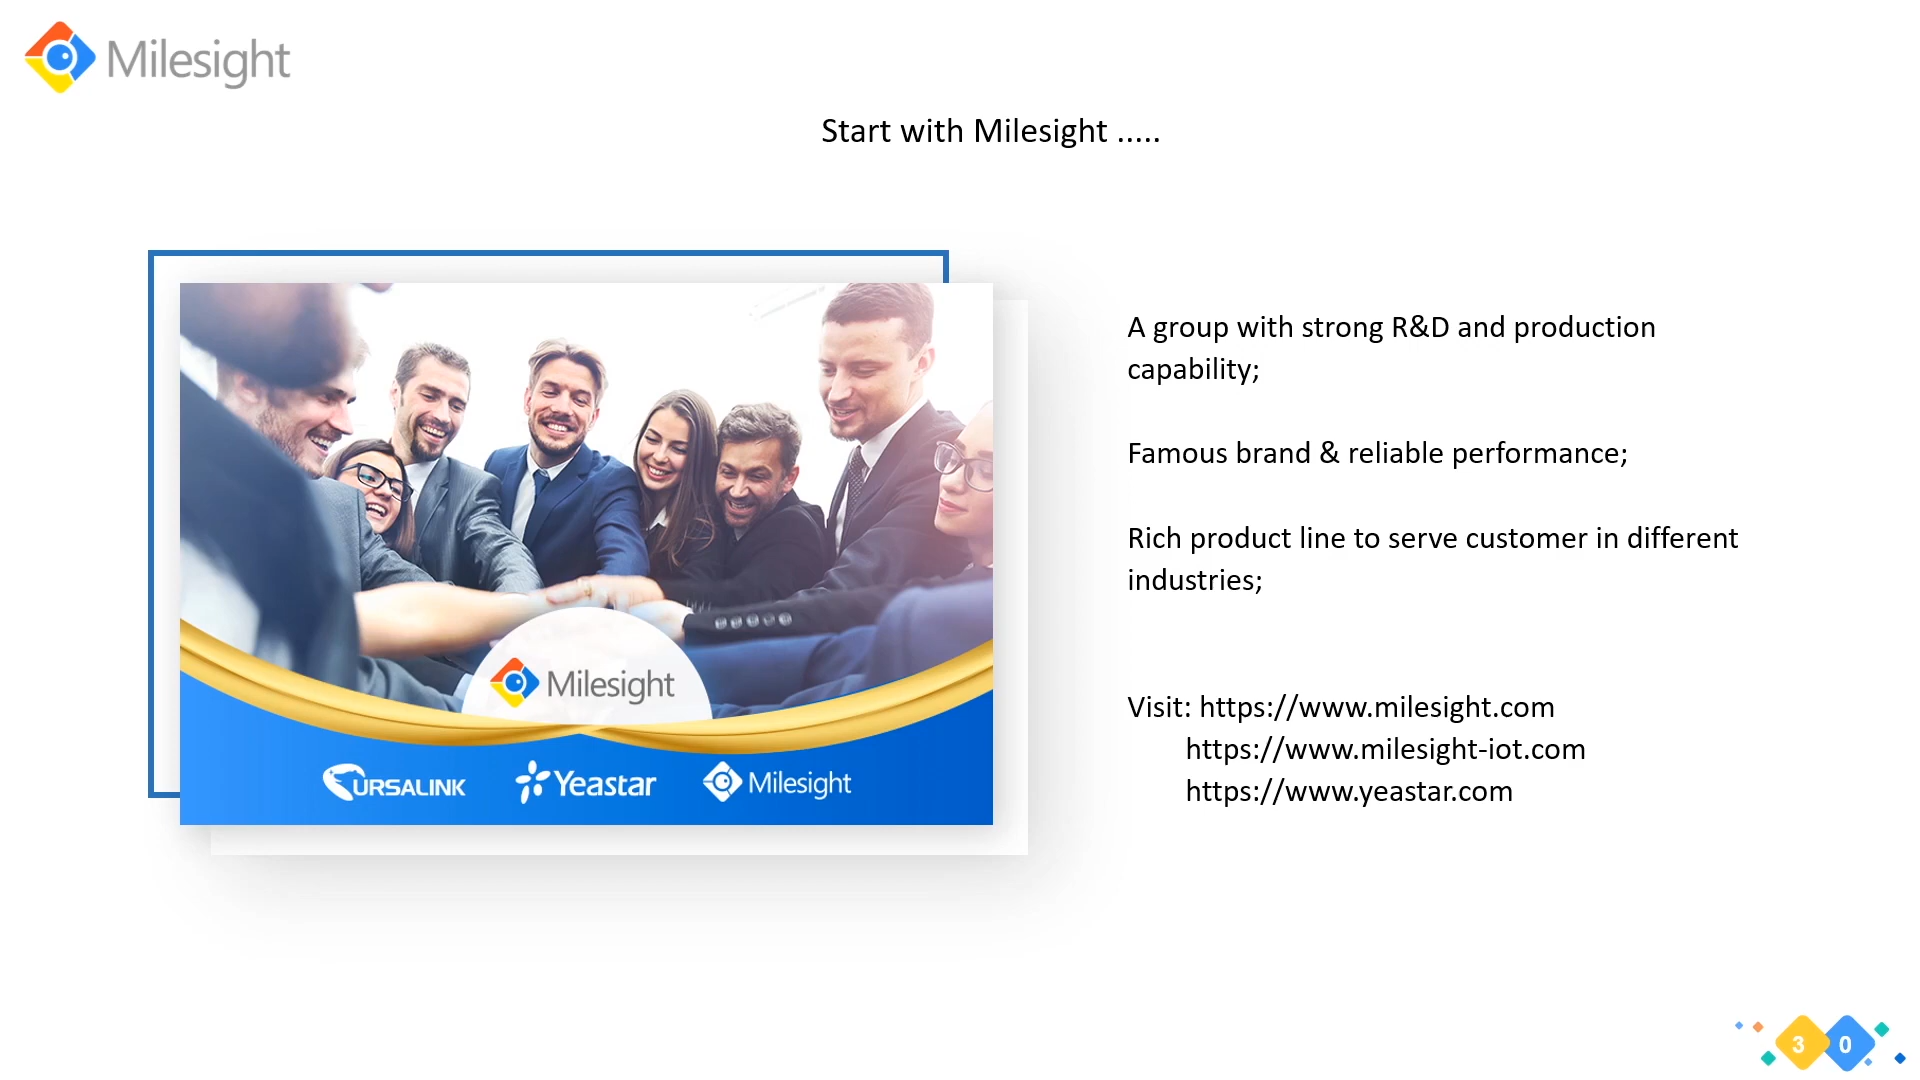 Milesight
Start with Milesight .....
A group with strong R&D and production
capability;
Famous brand & reliable performance;
Rich product line to serve customer in different
industries;
Visit: https://www.milesight.com
https://www.milesight-iot.com
https://www.yeastar.com
Milesight
URSALINK Yeastar Milesight
3 0